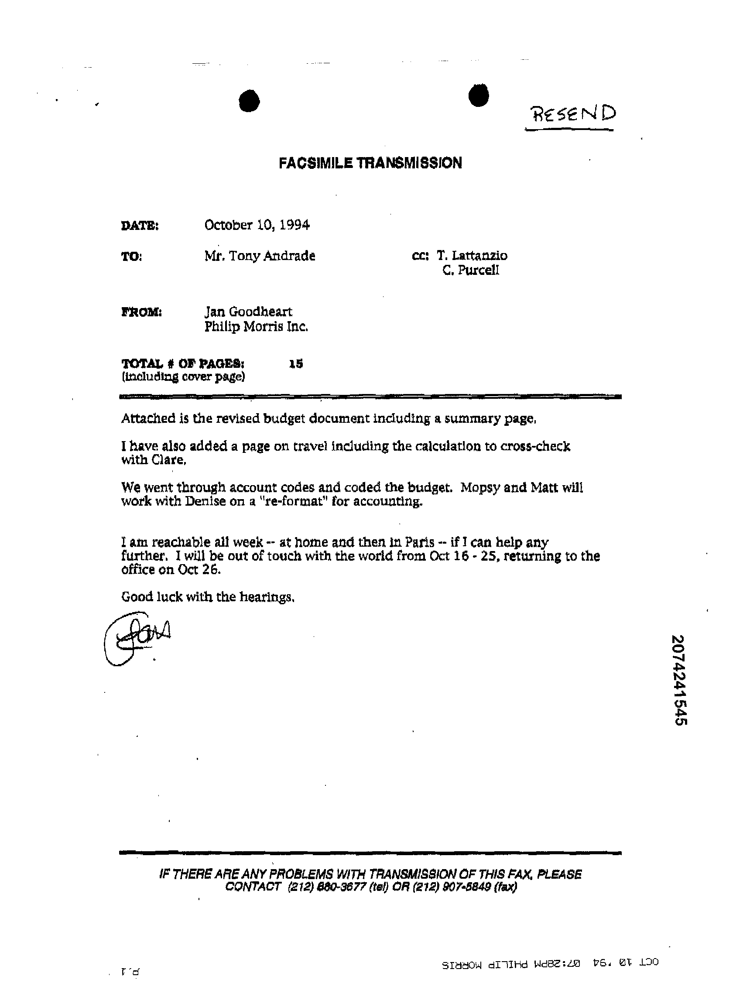 RESEND
FACSIMILE TRANSMISSION
DATE: October 10, 1994
TO: Mr. Tony Andrade cc: T. Lattanzio
C. Purcell
FROM: Jan Goodheart
Philip Morris Inc.
TOTAL # OF PAGES: 15
(including cover page)
Attached is the revised budget document including a summary page.
I have also added a page on travel including the calculation to cross-check
with Clare.
We went through account codes and coded the budget. Mopsy and Matt will
work with Denise on a "re-format" for accounting.
I am reachable all week -- at home and then in Paris -- if I can help any
further. I will be out of touch with the world from Oct 16 - 25, returning to the
office on Oct 26.
Good luck with the hearings.
Jan
2074241545
IF THERE ARE ANY PROBLEMS WITH TRANSMISSION OF THIS FAX, PLEASE
CONTACT (212) 880-3677 (tel) OR (212) 907-5849 (fax)
OCT 10 '94 07:28PM PHILIP MORRIS
P.1